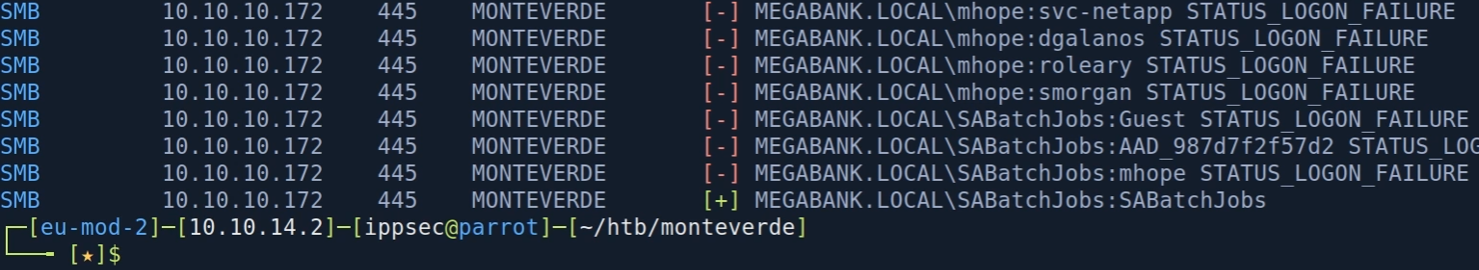 SMB 10.10.10.172 445 MONTEVERDE [-] MEGABANK.LOCAL\mhope:svc-netapp STATUS_LOGON_FAILURE
SMB 10.10.10.172 445 MONTEVERDE [-] MEGABANK.LOCAL\mhope:dgalanos STATUS_LOGON_FAILURE
SMB 10.10.10.172 445 MONTEVERDE [-] MEGABANK.LOCAL\mhope:roleary STATUS_LOGON_FAILURE
SMB 10.10.10.172 445 MONTEVERDE [-] MEGABANK.LOCAL\mhope:smorgan STATUS_LOGON_FAILURE
SMB 10.10.10.172 445 MONTEVERDE [-] MEGABANK.LOCAL\SABatchJobs:Guest STATUS_LOGON_FAILURE
SMB 10.10.10.172 445 MONTEVERDE [-] MEGABANK.LOCAL\SABatchJobs:AAD_987d7f2f57d2 STATUS_LOG
SMB 10.10.10.172 445 MONTEVERDE [-] MEGABANK.LOCAL\SABatchJobs:mhope STATUS_LOGON_FAILURE
SMB 10.10.10.172 445 MONTEVERDE [+] MEGABANK.LOCAL\SABatchJobs:SABatchJobs
┌─[eu-mod-2]─[10.10.14.2]─[ippsec@parrot]─[~/htb/monteverde]
└──╼ [★]$